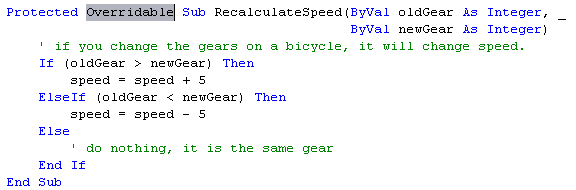 Protected Overridable Sub RecalculateSpeed(ByVal oldGear As Integer, _
ByVal newGear As Integer)
' if you change the gears on a bicycle, it will change speed.
If (oldGear > newGear) Then
speed = speed + 5
ElseIf (oldGear < newGear) Then
speed = speed - 5
Else
' do nothing, it is the same gear
End If
End Sub